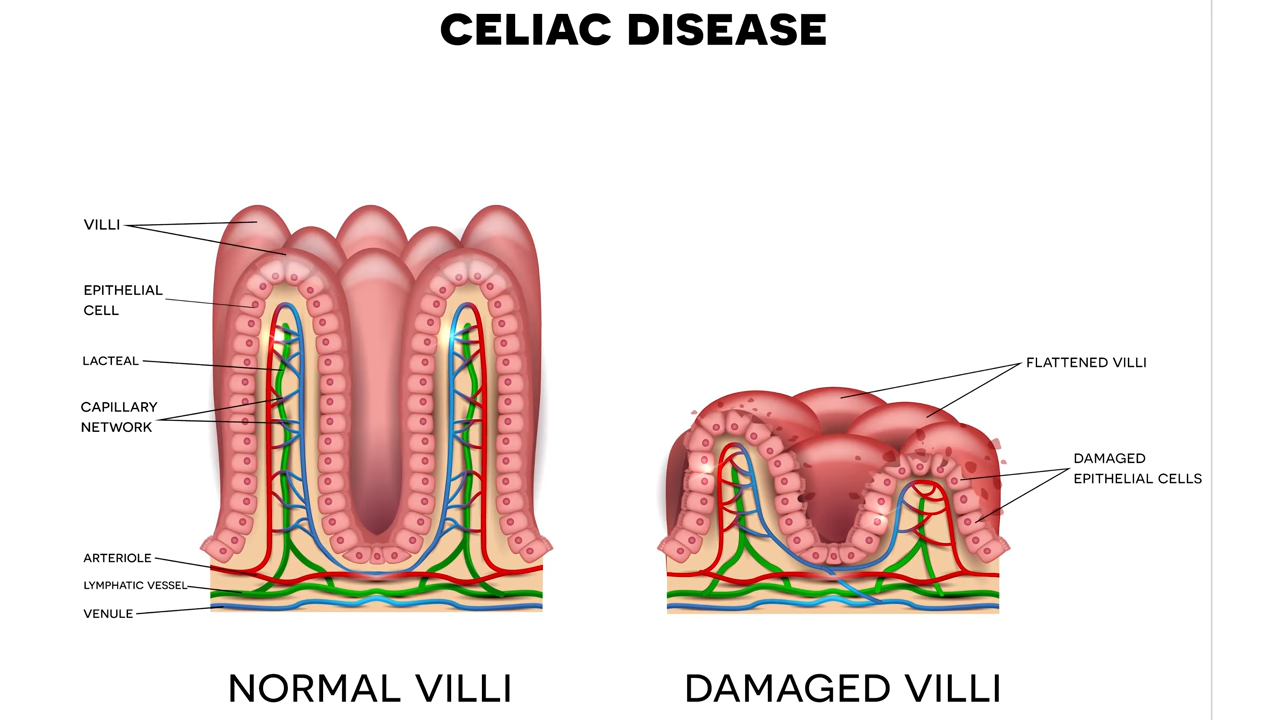 CELIAC DISEASE
VILLI
EPITHELIAL
CELL
LACTEAL
CAPILLARY
NETWORK
ARTERIOLE
LYMPHATIC VESSEL
VENULE
FLATTENED VILLI
DAMAGED
EPITHELIAL CELLS
NORMAL VILLI
DAMAGED VILLI